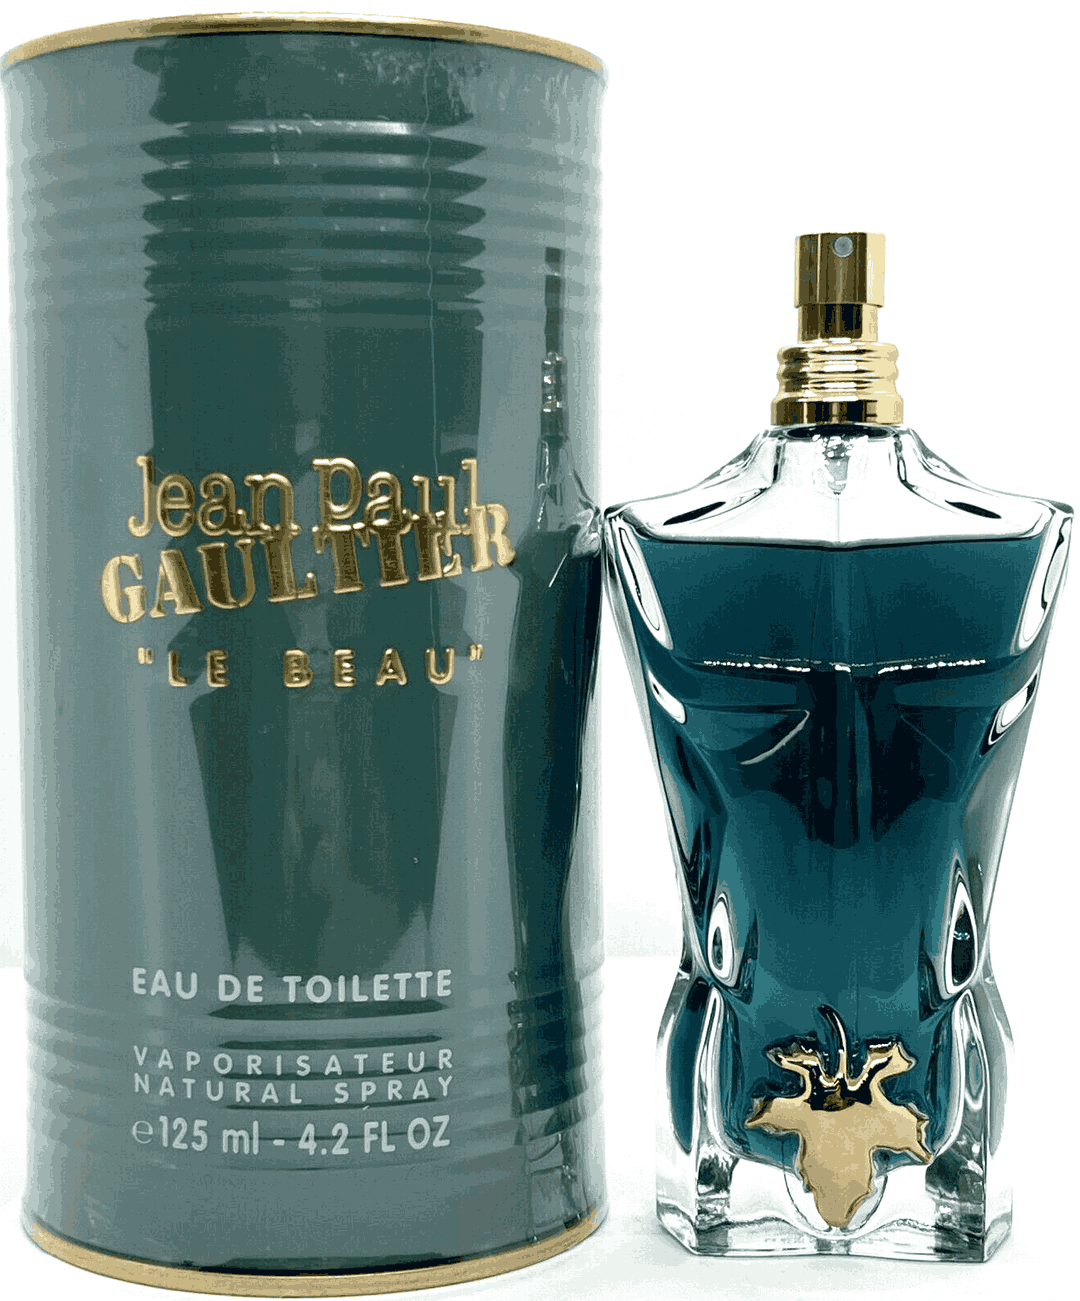 Jean Paul
GAULTIER
"LE BEAU"
EAU DE TOILETTE
VAPORISATEUR
NATURAL SPRAY
℮125 ml - 4.2 FL OZ